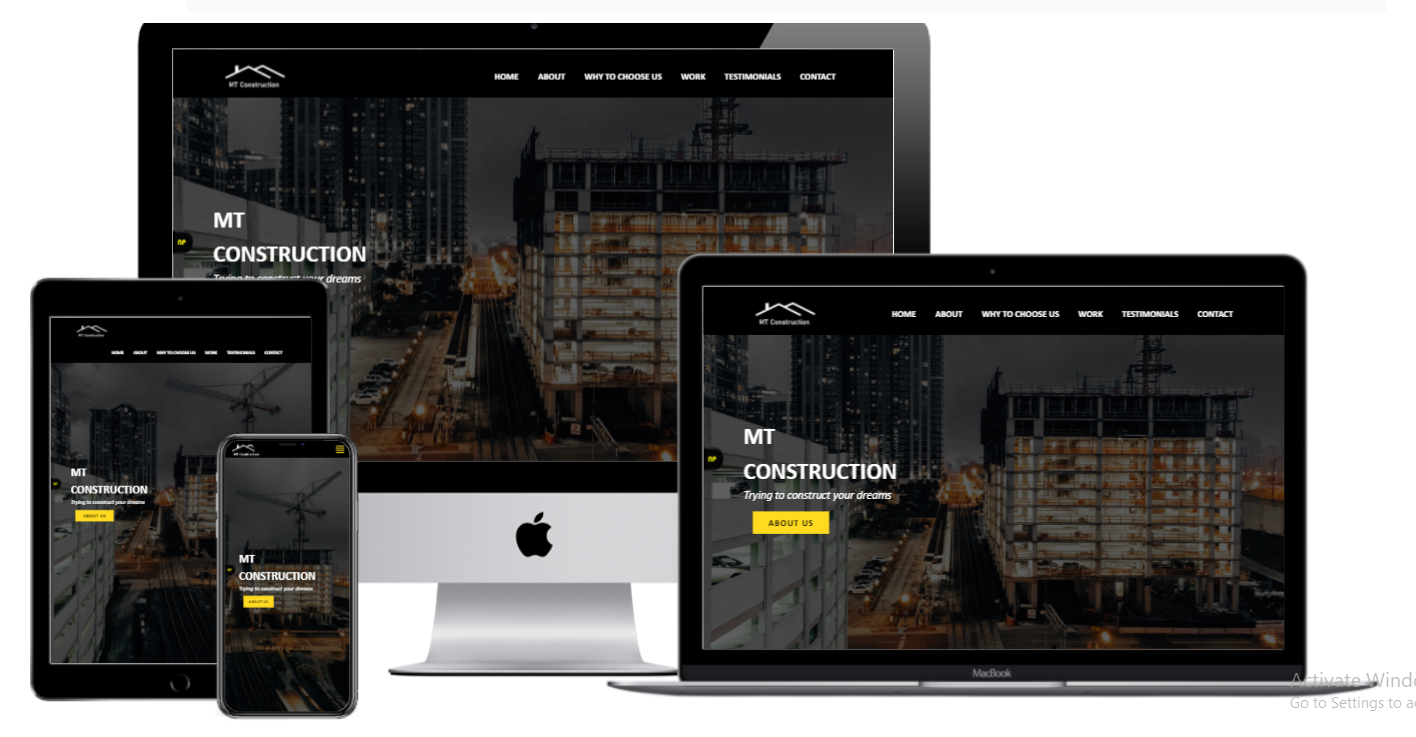 MT Construction
HOME ABOUT WHY TO CHOOSE US WORK TESTIMONIALS CONTACT
MT
CONSTRUCTION
Trying to construct your dreams
MT Construction
HOME ABOUT WHY TO CHOOSE US WORK TESTIMONIALS CONTACT
MT
CONSTRUCTION
Trying to construct your dreams
ABOUT US
MacBook
MT Construction
HOME ABOUT WHY TO CHOOSE US WORK TESTIMONIALS CONTACT
MT
CONSTRUCTION
Trying to construct your dreams
ABOUT US
MT Construction
MT
CONSTRUCTION
Trying to construct your dreams
ABOUT US
Activate Windo
Go to Settings to a